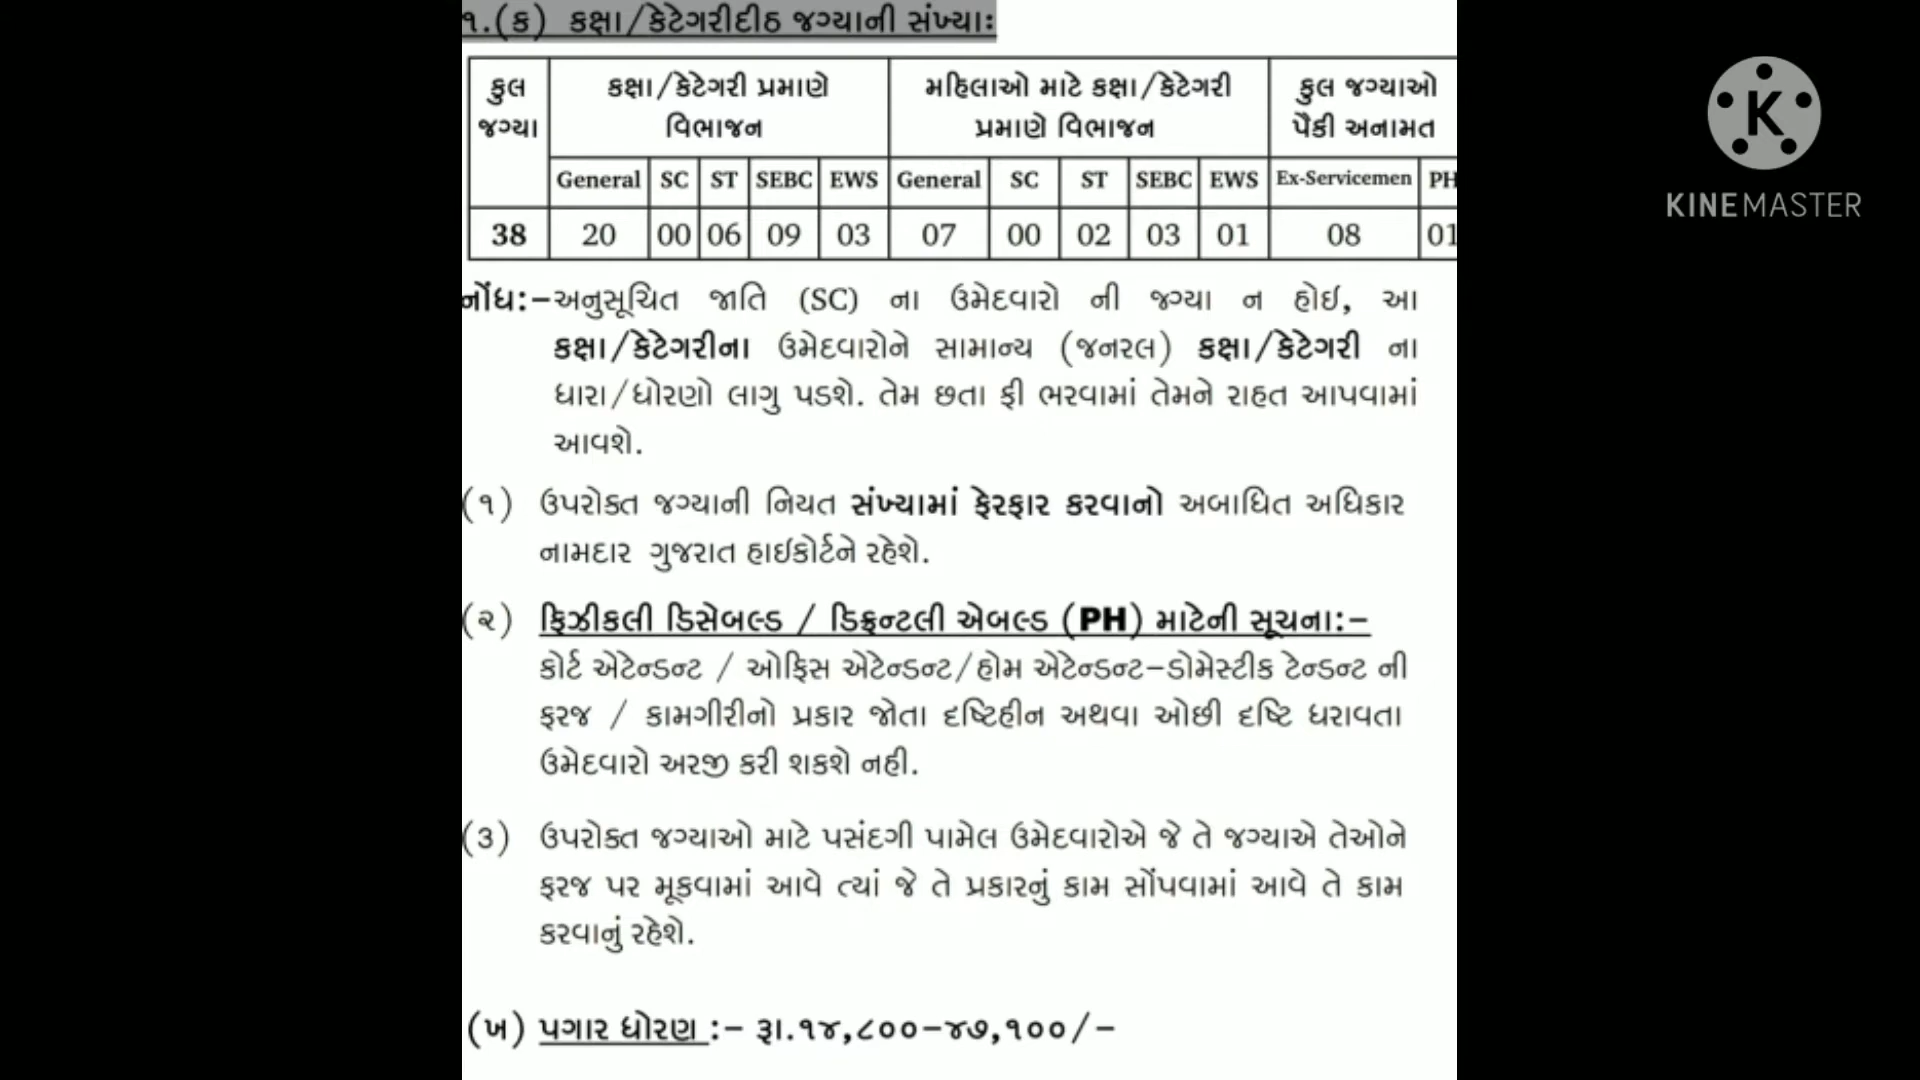 ૧.(ક) કક્ષા/કેટેગરીદીઠ જગ્યાની સંખ્યાઃ
કુલ જગ્યા
કક્ષા/કેટેગરી પ્રમાણે વિભાજન
મહિલાઓ માટે કક્ષા/કેટેગરી પ્રમાણે વિભાજન
કુલ જગ્યાઓ પૈકી અનામત
General SC ST SEBC EWS General SC ST SEBC EWS Ex-Servicemen PH
38 20 00 06 09 03 07 00 02 03 01 08 01
નોંધ:-અનુસૂચિત જાતિ (SC) ના ઉમેદવારો ની જગ્યા ન હોઈ, આ
કક્ષા/કેટેગરીના ઉમેદવારોને સામાન્ય (જનરલ) કક્ષા/કેટેગરી ના
ધારા/ધોરણો લાગુ પડશે. તેમ છતા ફી ભરવામાં તેમને રાહત આપવામાં
આવશે.
(૧) ઉપરોક્ત જગ્યાની નિયત સંખ્યામાં ફેરફાર કરવાનો અબાધિત અધિકાર
નામદાર ગુજરાત હાઈકોર્ટને રહેશે.
(૨) ફિઝીકલી ડિસેબલ્ડ / ડિફ્રન્ટલી એબલ્ડ (PH) માટેની સૂચના:-
કોર્ટ એટેન્ડન્ટ / ઓફિસ એટેન્ડન્ટ/હોમ એટેન્ડન્ટ-ડોમેસ્ટીક ટેન્ડન્ટ ની
ફરજ / કામગીરીનો પ્રકાર જોતા દૃષ્ટિહીન અથવા ઓછી દૃષ્ટિ ધરાવતા
ઉમેદવારો અરજી કરી શકશે નહી.
(૩) ઉપરોક્ત જગ્યાઓ માટે પસંદગી પામેલ ઉમેદવારોએ જે તે જગ્યાએ તેઓને
ફરજ પર મૂકવામાં આવે ત્યાં જે તે પ્રકારનું કામ સોંપવામાં આવે તે કામ
કરવાનું રહેશે.
(ખ) પગાર ધોરણ :- રૂા.૧૪,૮૦૦-૪૭,૧૦૦/-
K
KINEMASTER